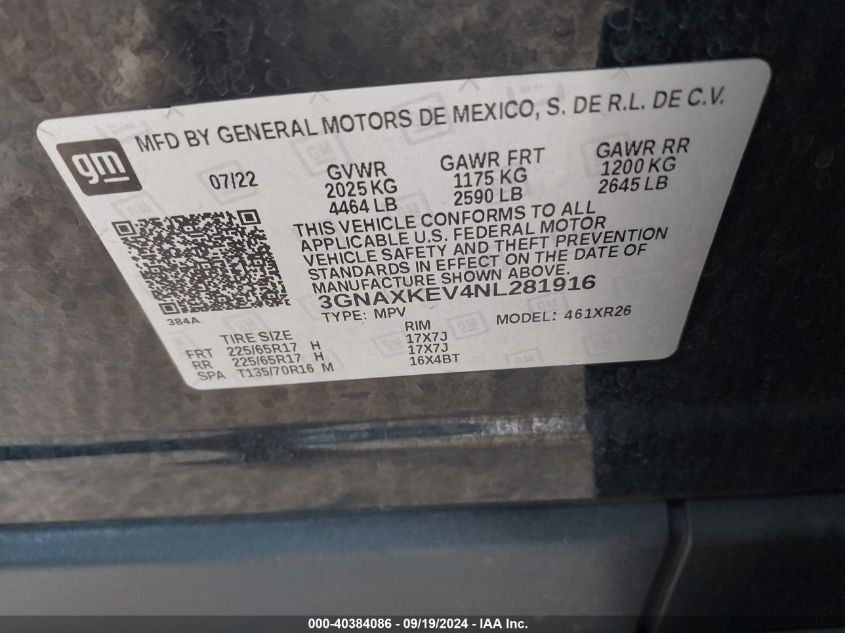 MFD BY GENERAL MOTORS DE MEXICO, S. DE R.L. DE C.V.
gm
07/22 GVWR GAWR FRT GAWR RR
2025 KG 1175 KG 1200 KG
4464 LB 2590 LB 2645 LB
THIS VEHICLE CONFORMS TO ALL
APPLICABLE U.S. FEDERAL MOTOR
VEHICLE SAFETY AND THEFT PREVENTION
STANDARDS IN EFFECT ON THE DATE OF
MANUFACTURE SHOWN ABOVE.
3GNAXKEV4NL281916
384A TYPE: MPV MODEL: 461XR26
TIRE SIZE RIM
FRT 225/65R17 H 17X7J
RR 225/65R17 H 17X7J
SPA T135/70R16 M 16X4BT
000-40384086 - 09/19/2024 - IAA Inc.